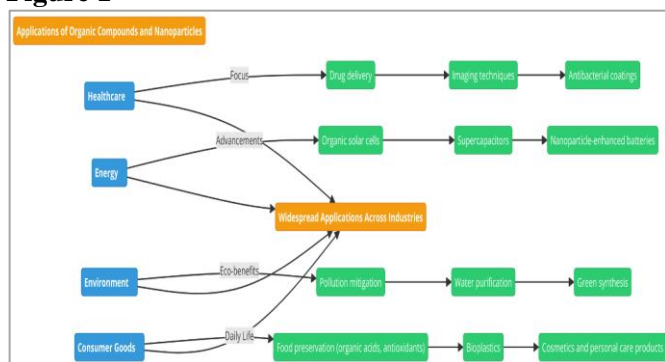 Applications of Organic Compounds and Nanoparticles
Focus
Drug delivery
Imaging techniques
Antibacterial coatings
Healthcare
Advancements
Organic solar cells
Supercapacitors
Nanoparticle-enhanced batteries
Energy
Widespread Applications Across Industries
Eco-benefits
Environment
Pollution mitigation
Water purification
Green synthesis
Daily Life
Consumer Goods
Food preservation (organic acids, antioxidants)
Bioplastics
Cosmetics and personal care products